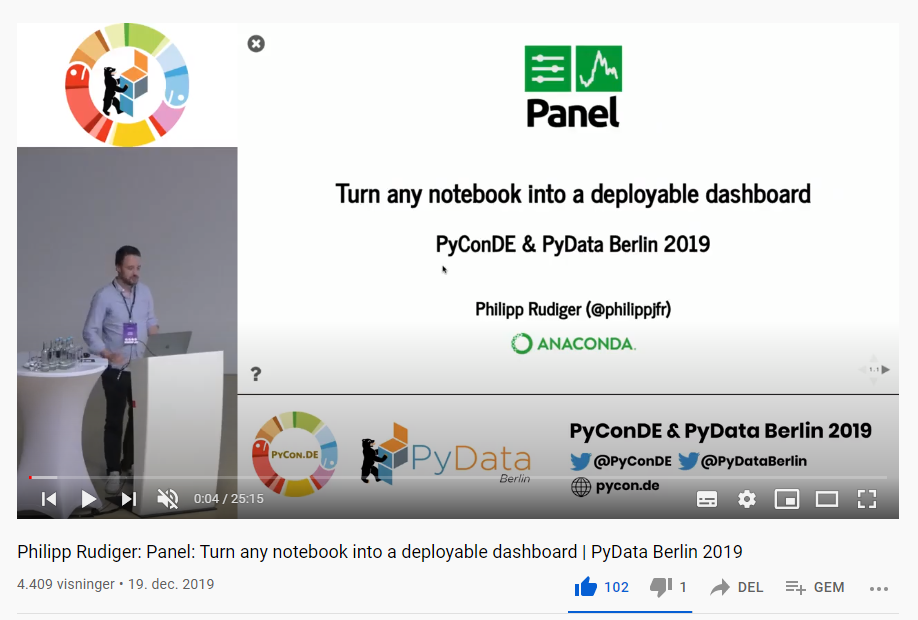 Panel
Turn any notebook into a deployable dashboard
PyConDE & PyData Berlin 2019
Philipp Rudiger (@philippjfr)
ANACONDA.
?
1.1
PyCon.DE
PyData
Berlin
PyConDE & PyData Berlin 2019
@PyConDE @PyDataBerlin
pycon.de
0:04 / 25:15
Philipp Rudiger: Panel: Turn any notebook into a deployable dashboard | PyData Berlin 2019
4.409 visninger • 19. dec. 2019
102 1 DEL GEM